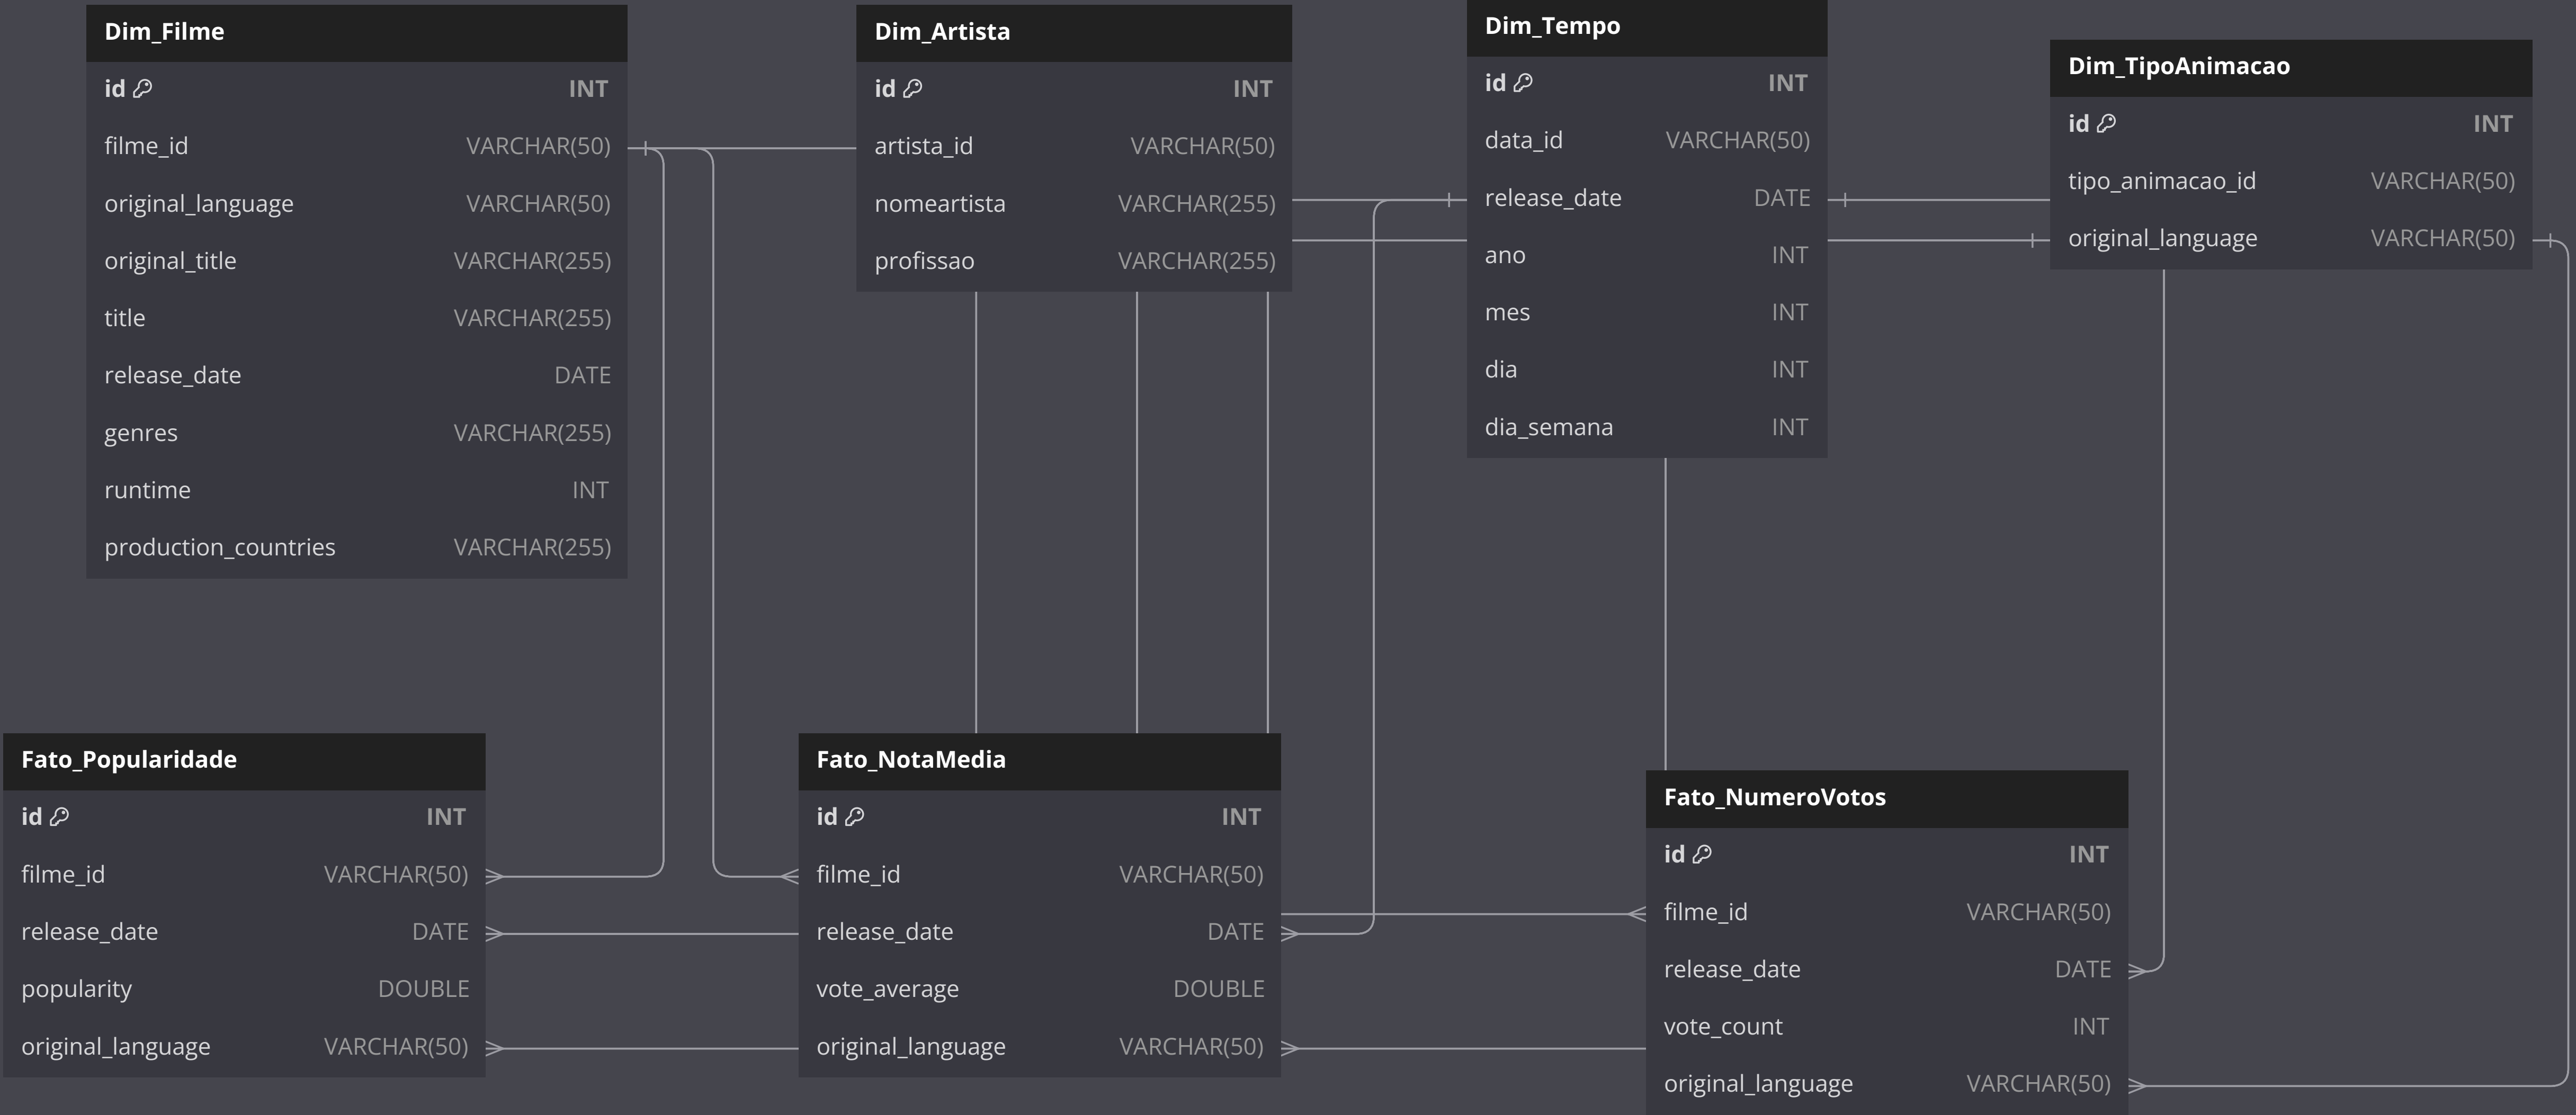 Dim_Filme
id INT
filme_id VARCHAR(50)
original_language VARCHAR(50)
original_title VARCHAR(255)
title VARCHAR(255)
release_date DATE
genres VARCHAR(255)
runtime INT
production_countries VARCHAR(255)
Dim_Artista
id INT
artista_id VARCHAR(50)
nomeartista VARCHAR(255)
profissao VARCHAR(255)
Dim_Tempo
id INT
data_id VARCHAR(50)
release_date DATE
ano INT
mes INT
dia INT
dia_semana INT
Dim_TipoAnimacao
id INT
tipo_animacao_id VARCHAR(50)
original_language VARCHAR(50)
Fato_Popularidade
id INT
filme_id VARCHAR(50)
release_date DATE
popularity DOUBLE
original_language VARCHAR(50)
Fato_NotaMedia
id INT
filme_id VARCHAR(50)
release_date DATE
vote_average DOUBLE
original_language VARCHAR(50)
Fato_NumeroVotos
id INT
filme_id VARCHAR(50)
release_date DATE
vote_count INT
original_language VARCHAR(50)